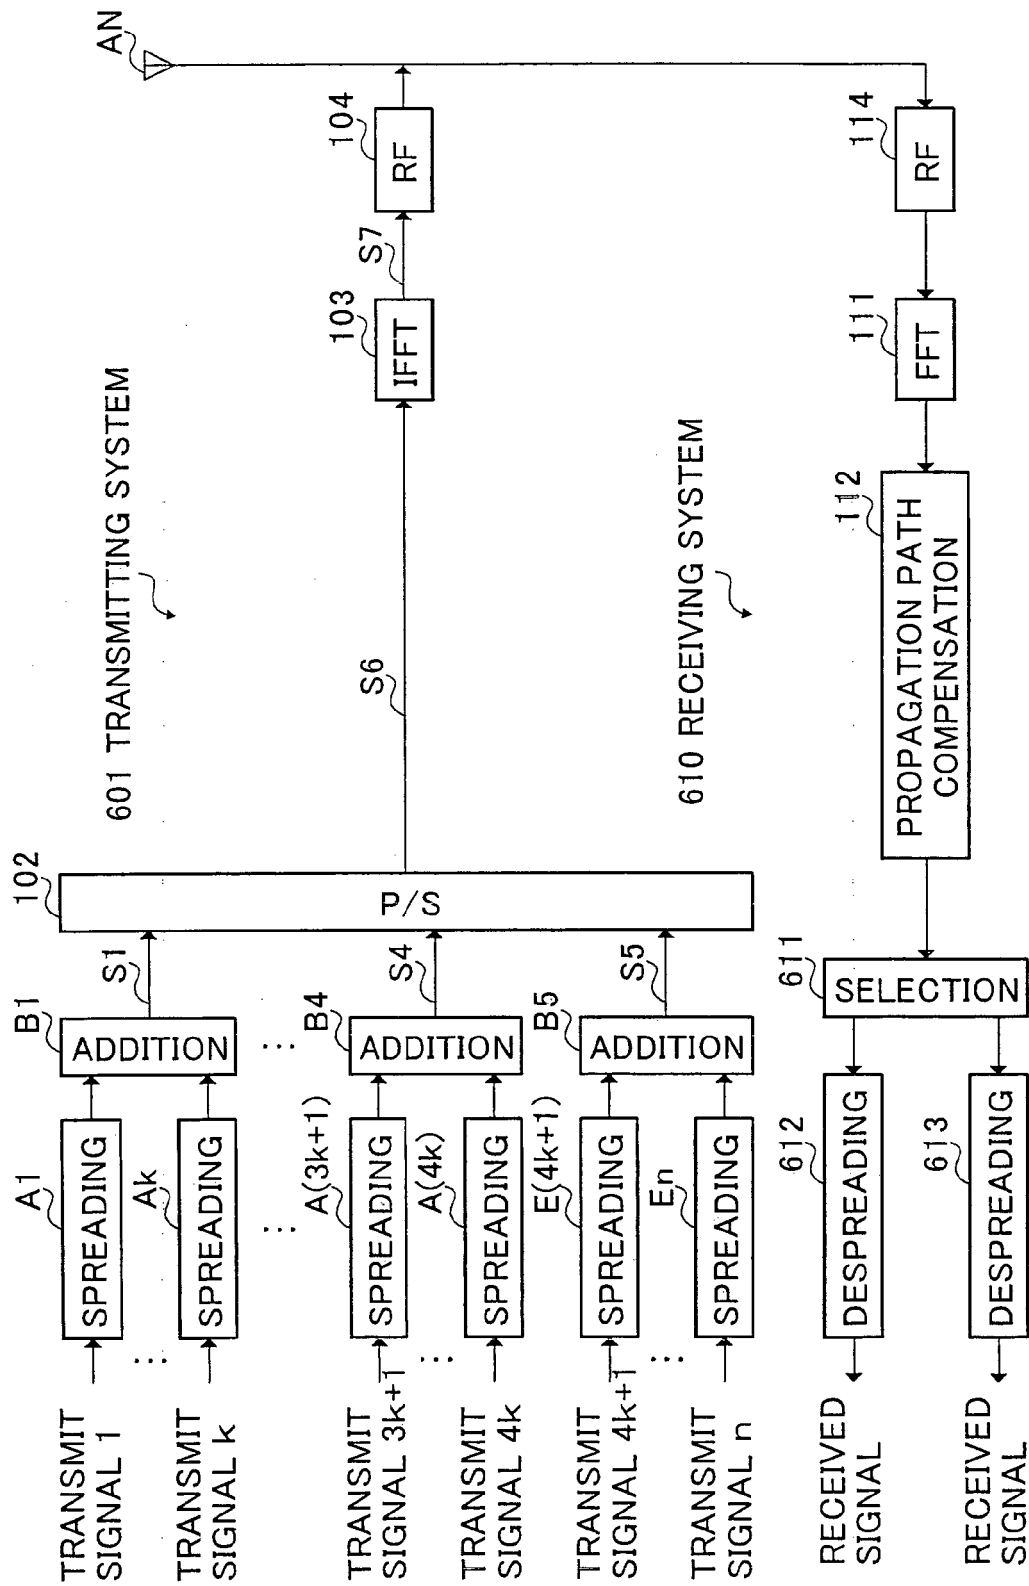 601 TRANSMITTING SYSTEM
AN
TRANSMIT
SIGNAL 1
A1
SPREADING
B1
ADDITION
S1
102
P/S
S6
103
IFFT
S7
104
RF
...
TRANSMIT
SIGNAL k
Ak
SPREADING
...
...
TRANSMIT
SIGNAL 3k+1
A(3k+1)
SPREADING
B4
ADDITION
S4
...
TRANSMIT
SIGNAL 4k
A(4k)
SPREADING
TRANSMIT
SIGNAL 4k+1
E(4k+1)
SPREADING
B5
ADDITION
S5
...
TRANSMIT
SIGNAL n
En
SPREADING
610 RECEIVING SYSTEM
RECEIVED
SIGNAL
612
DESPREADING
611
SELECTION
112
PROPAGATION PATH
COMPENSATION
111
FFT
114
RF
RECEIVED
SIGNAL
613
DESPREADING